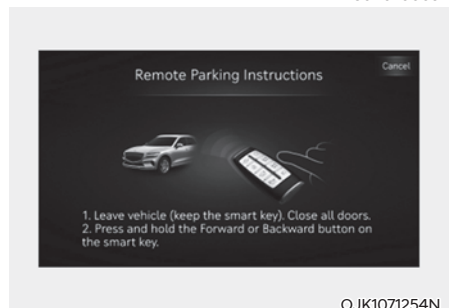 Remote Parking Instructions
Cancel
1. Leave vehicle (keep the smart key). Close all doors.
2. Press and hold the Forward or Backward button on
the smart key.
OJK1071254N